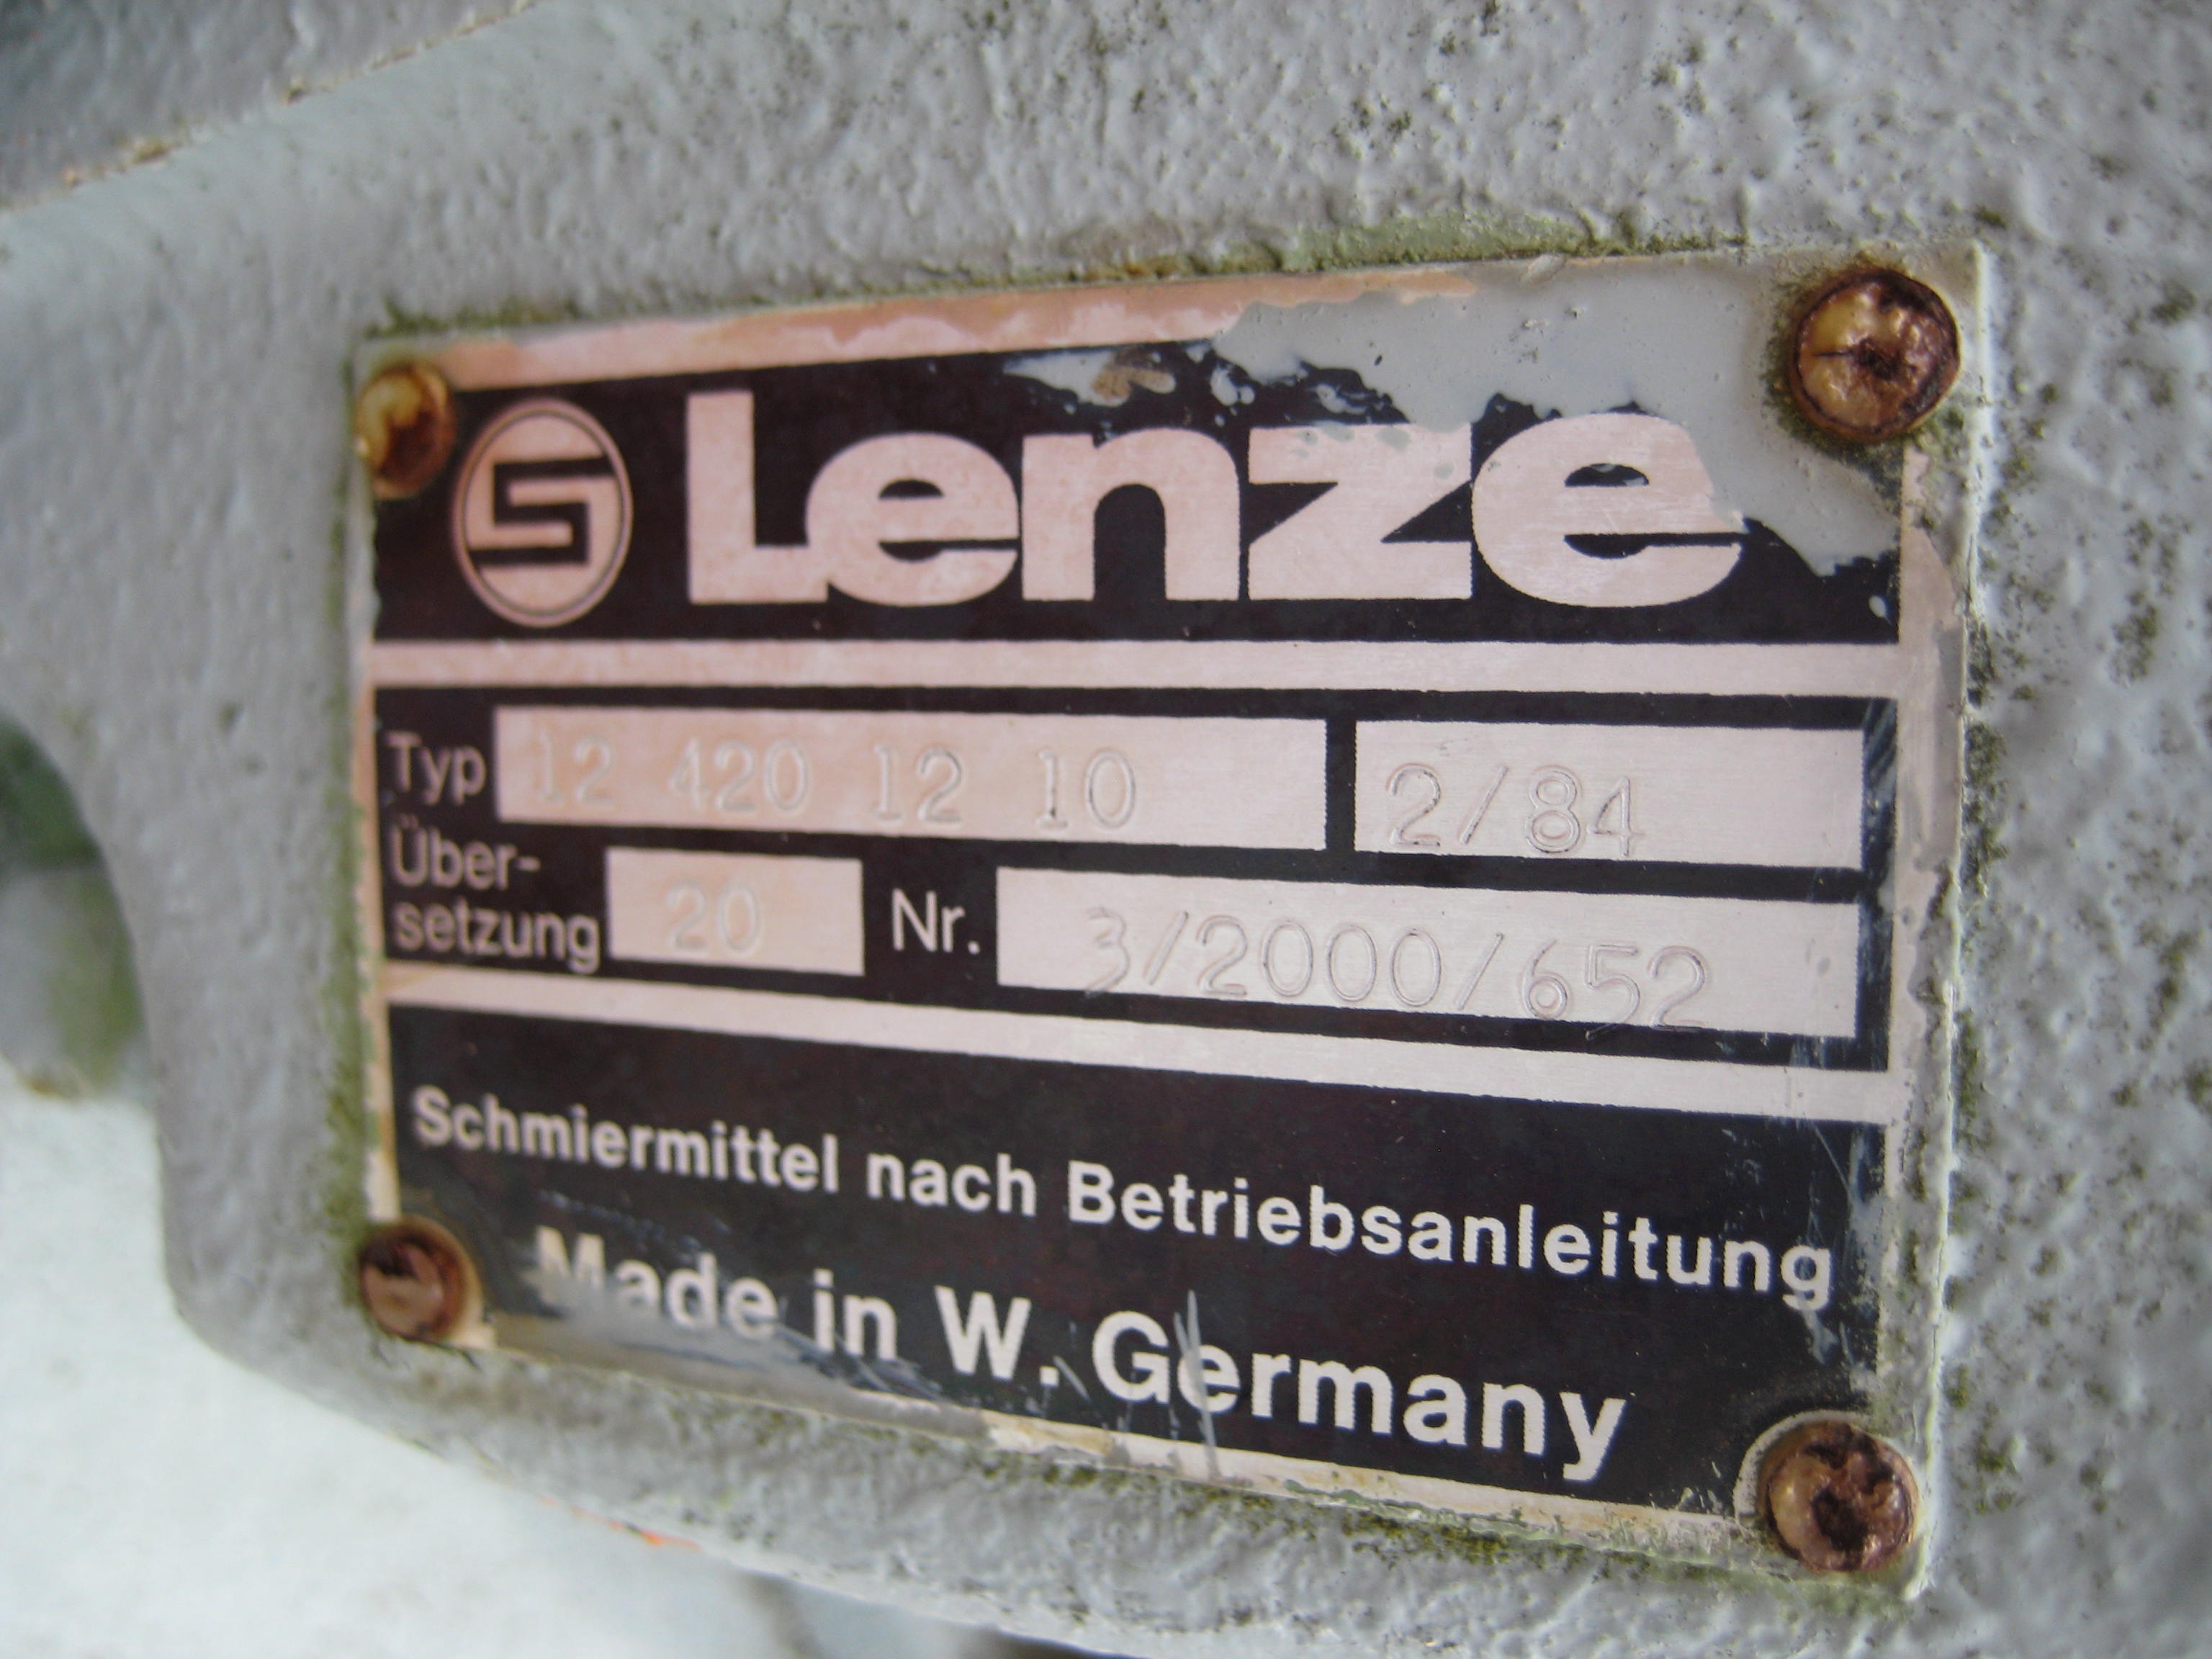 Lenze
Typ 12 420 12 10 2/84
Über-
setzung 20 Nr. 3/2000/652
Schmiermittel nach Betriebsanleitung
Made in W. Germany